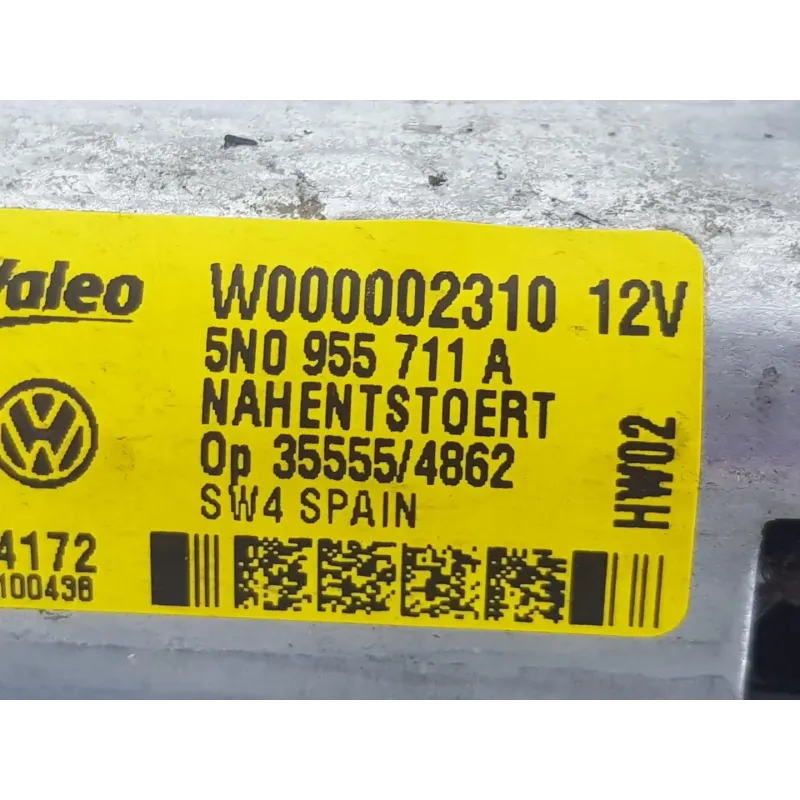 Valeo
W000002310 12V
5N0 955 711 A
NAHENTSTOERT
Op 35555/4862
SW4 SPAIN
HW02
4172
100436